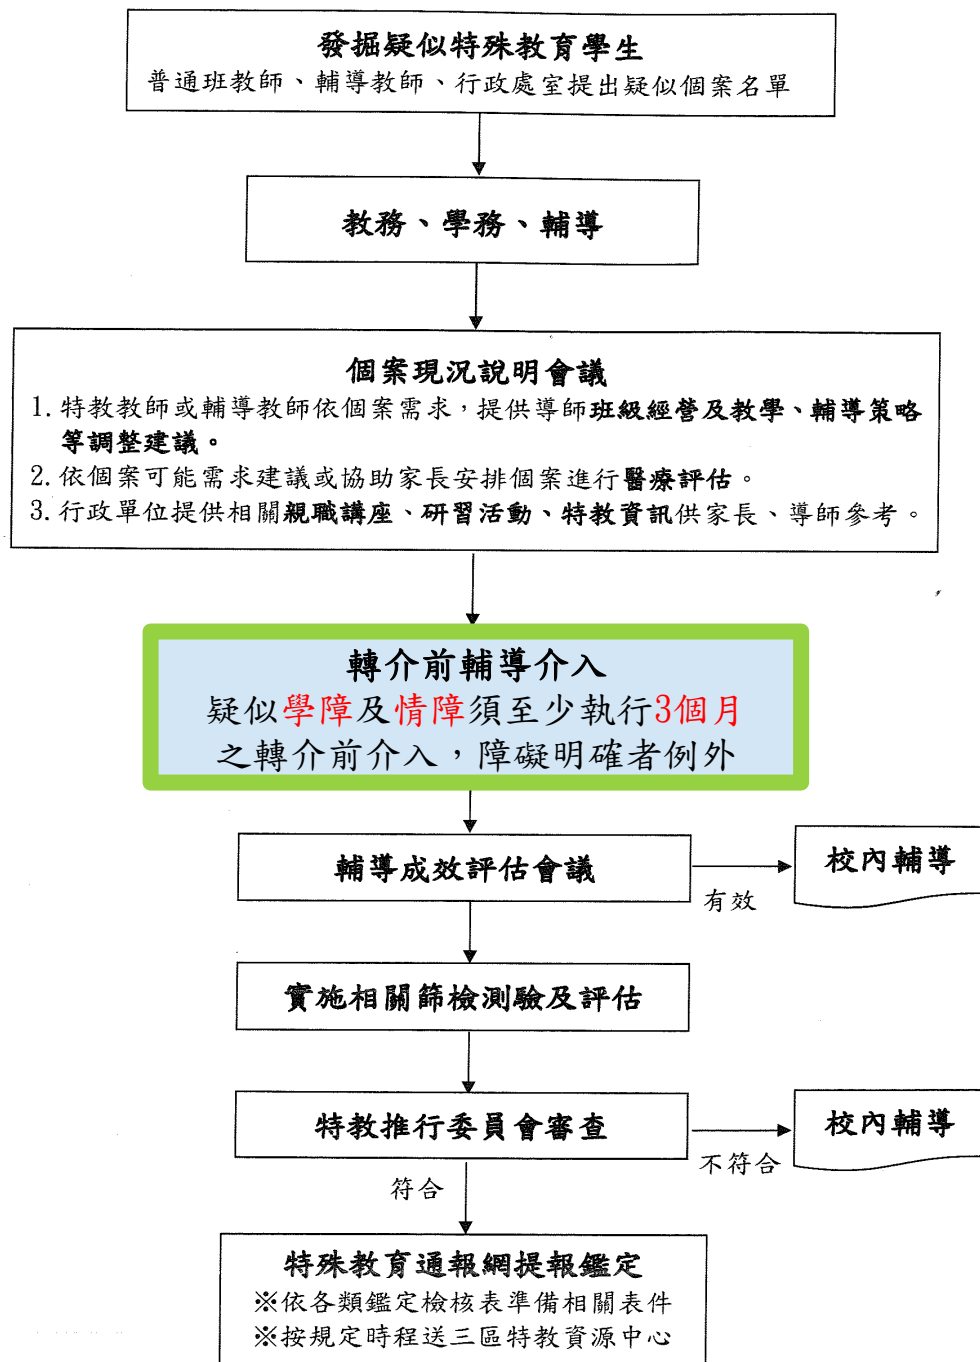 發掘疑似特殊教育學生
普通班教師、輔導教師、行政處室提出疑似個案名單
教務、學務、輔導
個案現況說明會議
1. 特教教師或輔導教師依個案需求，提供導師班級經營及教學、輔導策略
等調整建議。
2. 依個案可能需求建議或協助家長安排個案進行醫療評估。
3. 行政單位提供相關親職講座、研習活動、特教資訊供家長、導師參考。
轉介前輔導介入
疑似學障及情障須至少執行3個月
之轉介前介入，障礙明確者例外
輔導成效評估會議
有效
校內輔導
實施相關篩檢測驗及評估
特教推行委員會審查
不符合
校內輔導
符合
特殊教育通報網提報鑑定
※依各類鑑定檢核表準備相關表件
※按規定時程送三區特教資源中心